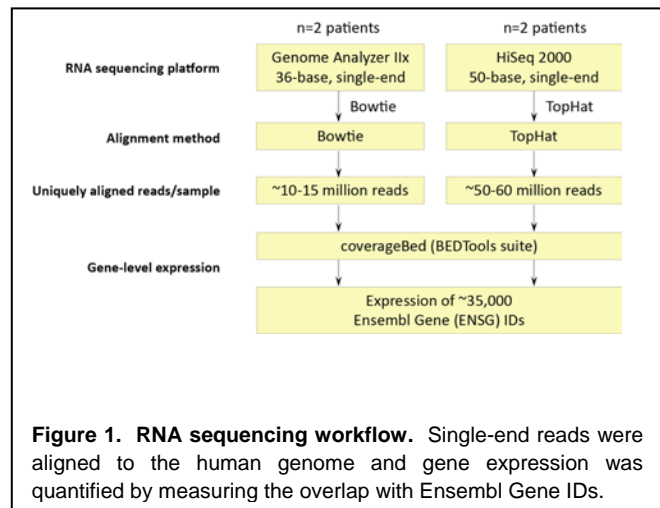 n=2 patients
n=2 patients
RNA sequencing platform
Genome Analyzer IIx
36-base, single-end
HiSeq 2000
50-base, single-end
Bowtie
TopHat
Alignment method
Bowtie
TopHat
Uniquely aligned reads/sample
~10-15 million reads
~50-60 million reads
coverageBed (BEDTools suite)
Gene-level expression
Expression of ~35,000
Ensembl Gene (ENSG) IDs
Figure 1. RNA sequencing workflow. Single-end reads were
aligned to the human genome and gene expression was
quantified by measuring the overlap with Ensembl Gene IDs.